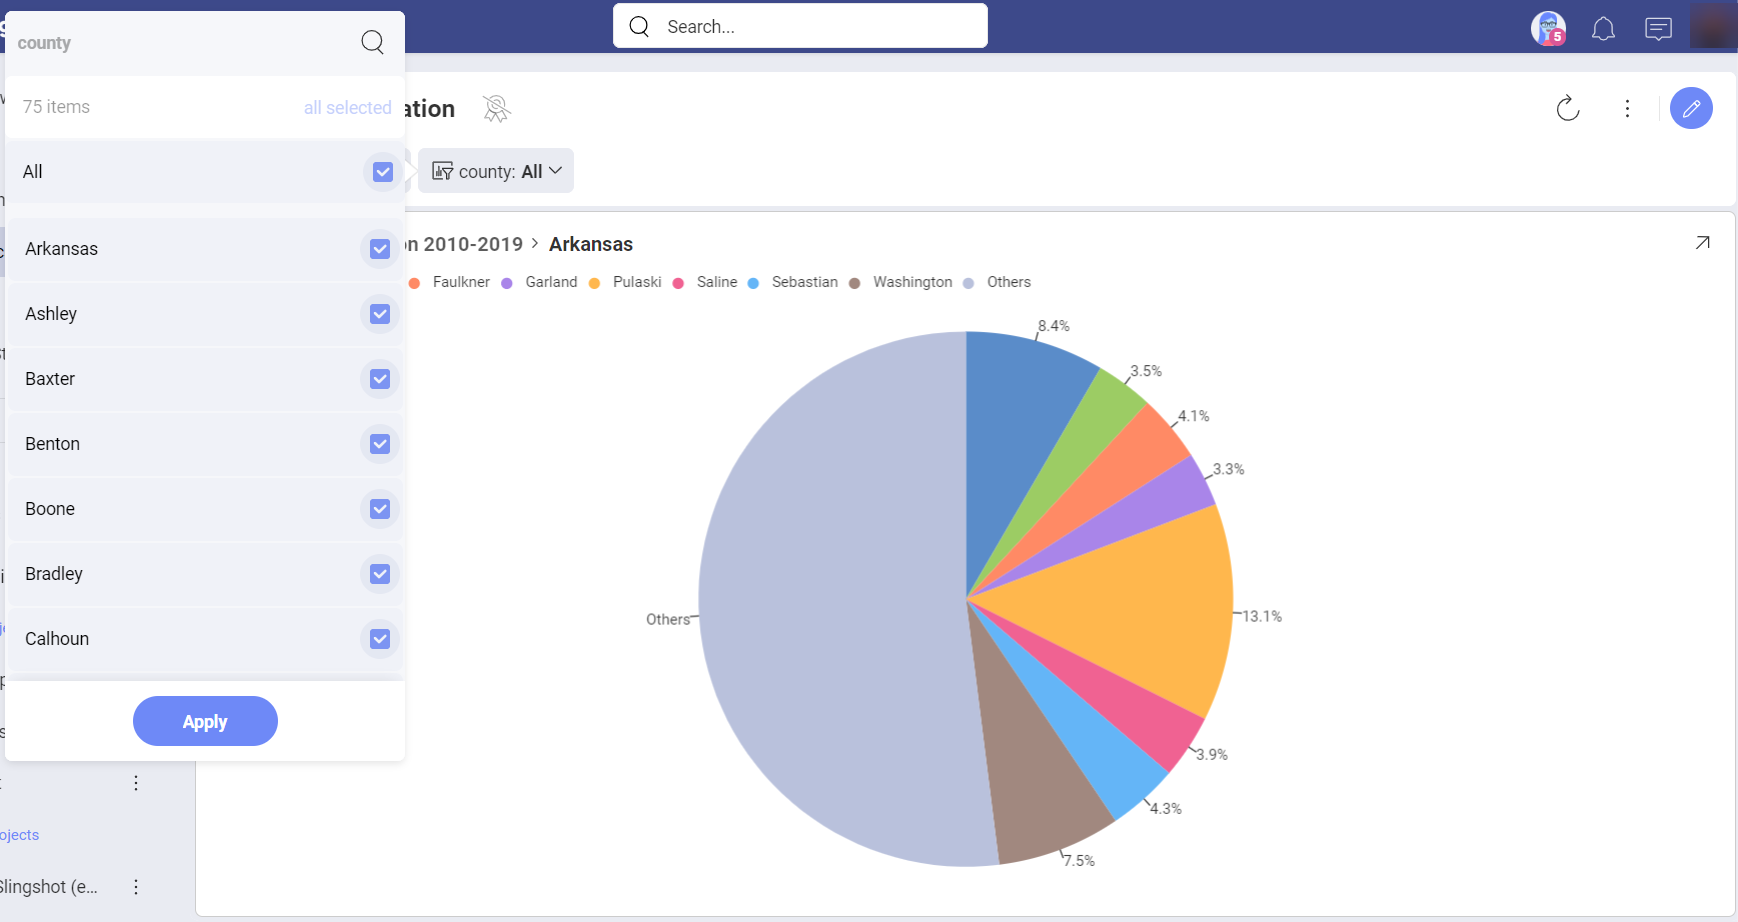 county
Search...
5
75 items
all selected
ation
All
county: All
Arkansas
on 2010-2019 > Arkansas
Faulkner Garland Pulaski Saline Sebastian Washington Others
Ashley
8.4%
3.5%
Baxter
4.1%
Benton
3.3%
Boone
Bradley
13.1%
Others
Calhoun
Apply
3.9%
4.3%
7.5%
ojects
Slingshot (e...